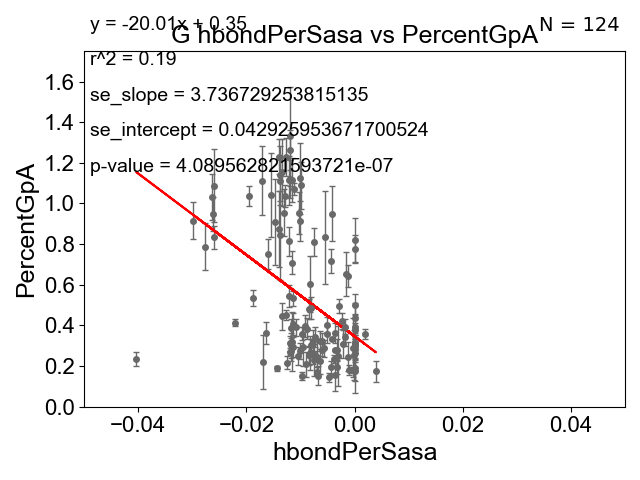 y = -20.01x + 0.35
N = 124
G hbondPerSasa vs PercentGpA
r^2 = 0.19
se_slope = 3.736729253815135
se_intercept = 0.042925953671700524
p-value = 4.089562821593721e-07
1.6
1.4
1.2
1.0
0.8
0.6
0.4
0.2
0.0
PercentGpA
−0.04 −0.02 0.00 0.02 0.04
hbondPerSasa